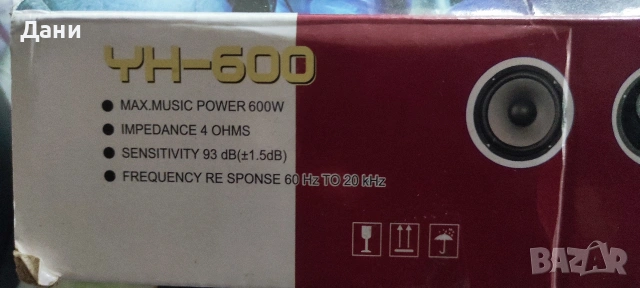 Дани
YH-600
MAX.MUSIC POWER 600W
IMPEDANCE 4 OHMS
SENSITIVITY 93 dB(±1.5dB)
FREQUENCY RE SPONSE 60 Hz TO 20 kHz
BAZAR